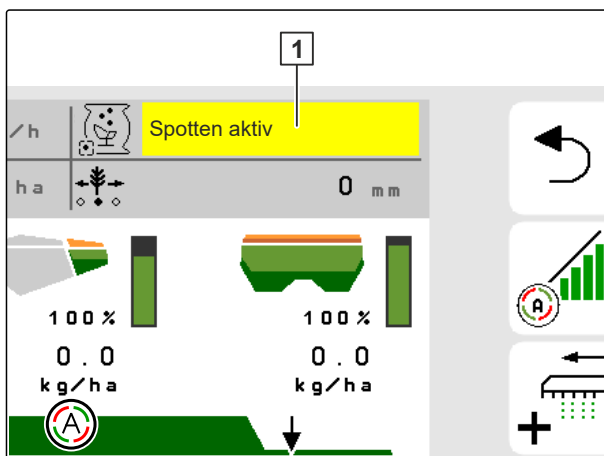 1
/h
Spotten aktiv
ha
0 mm
100% 100%
0.0 0.0
kg/ha kg/ha
A
A